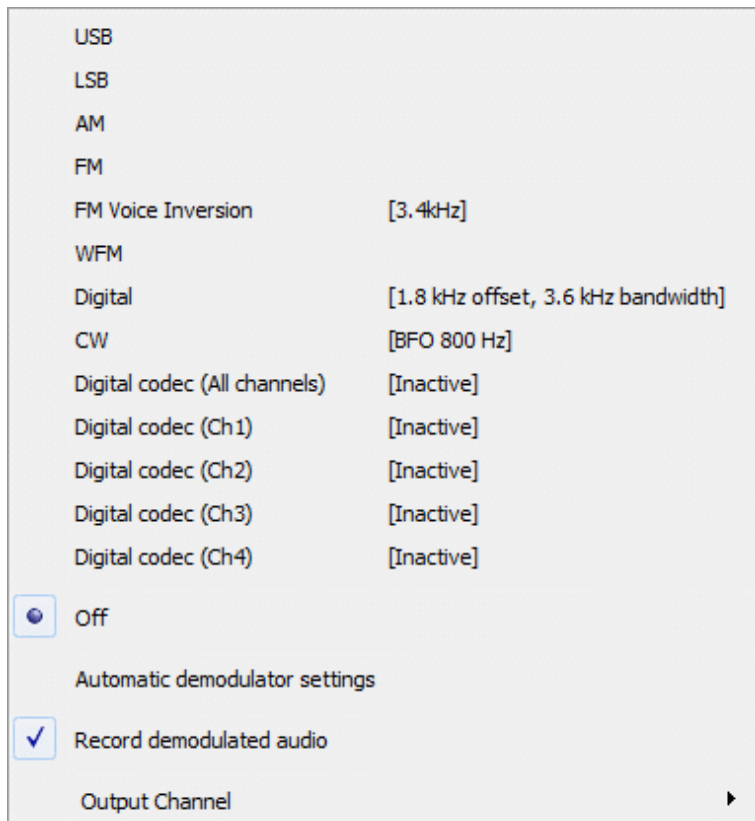 USB
LSB
AM
FM
FM Voice Inversion [3.4kHz]
WFM
Digital [1.8 kHz offset, 3.6 kHz bandwidth]
CW [BFO 800 Hz]
Digital codec (All channels) [Inactive]
Digital codec (Ch1) [Inactive]
Digital codec (Ch2) [Inactive]
Digital codec (Ch3) [Inactive]
Digital codec (Ch4) [Inactive]
Off
Automatic demodulator settings
Record demodulated audio
Output Channel